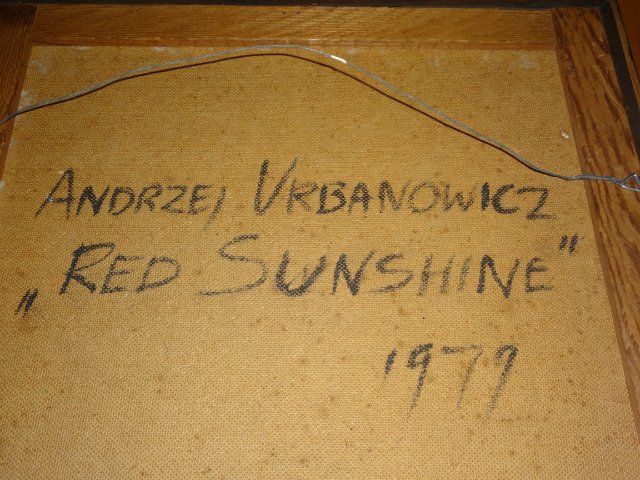 ANDRZEJ URBANOWICZ
„RED SUNSHINE"
1979